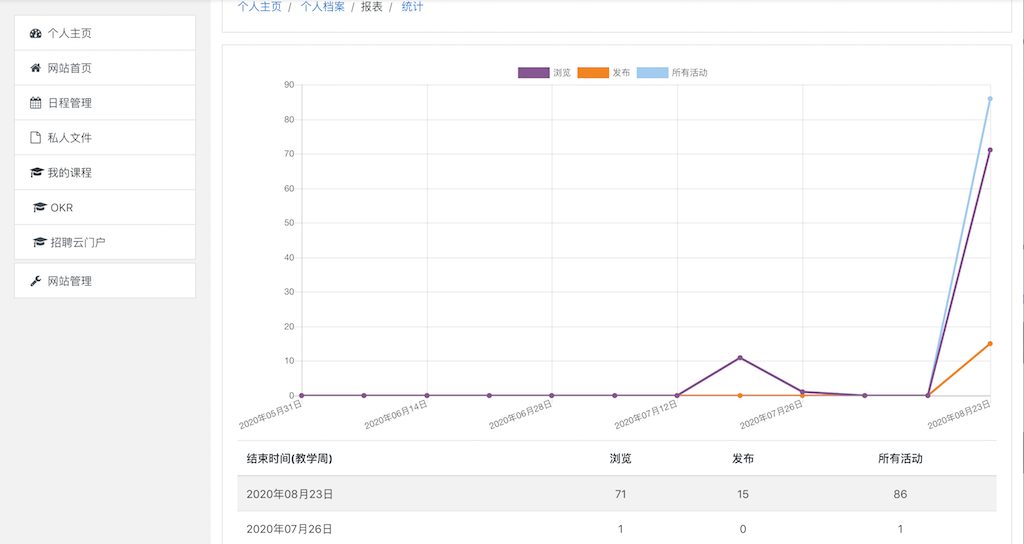 个人主页 / 个人档案 / 报表 / 统计
个人主页
网站首页
日程管理
私人文件
我的课程
OKR
招聘云门户
网站管理
浏览 发布 所有活动
90
80
70
60
50
40
30
20
10
0
2020年05月31日 2020年06月14日 2020年06月28日 2020年07月12日 2020年07月26日 2020年08月23日
结束时间(教学周) 浏览 发布 所有活动
2020年08月23日 71 15 86
2020年07月26日 1 0 1